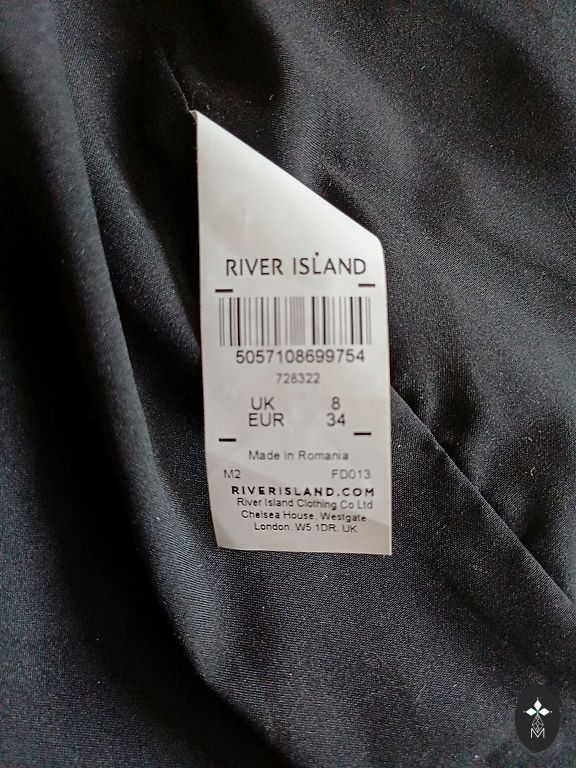 RIVER ISLAND
5057108699754
728322
UK 8
EUR 34
Made in Romania
M2 FD013
RIVERISLAND.COM
River Island Clothing Co Ltd
Chelsea House, Westgate
London. W5 1DR. UK
M